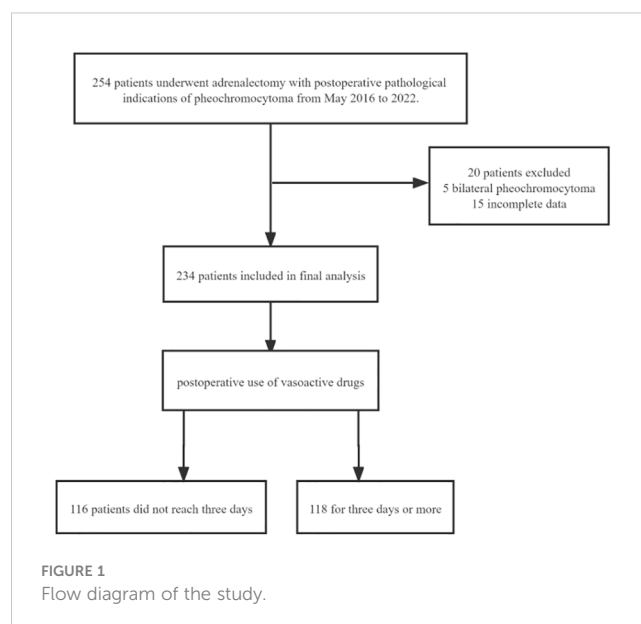 254 patients underwent adrenalectomy with postoperative pathological
indications of pheochromocytoma from May 2016 to 2022.
20 patients excluded
5 bilateral pheochromocytoma
15 incomplete data
234 patients included in final analysis
postoperative use of vasoactive drugs
116 patients did not reach three days
118 for three days or more
FIGURE 1
Flow diagram of the study.